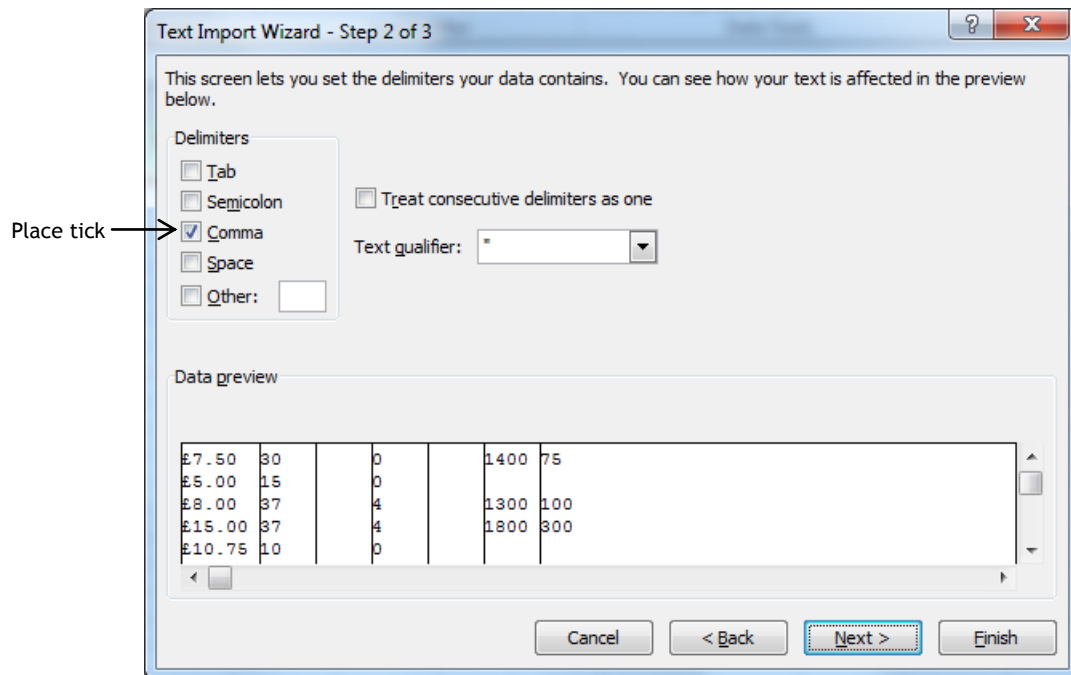 Text Import Wizard - Step 2 of 3
This screen lets you set the delimiters your data contains. You can see how your text is affected in the preview
below.
Delimiters
Tab
Semicolon
Treat consecutive delimiters as one
Place tick
Comma
Text qualifier: "
Space
Other:
Data preview
£7.50 30 0 1400 75
£5.00 15 0
£8.00 37 4 1300 100
£15.00 37 4 1800 300
£10.75 10 0
Cancel < Back Next > Finish